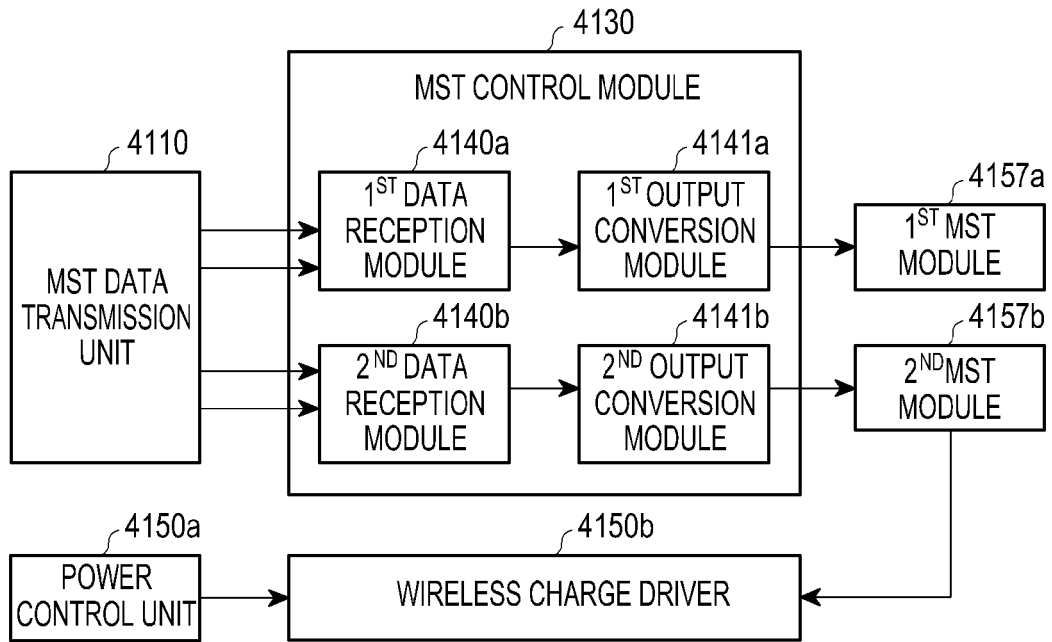 4130
MST CONTROL MODULE
4110
MST DATA
TRANSMISSION
UNIT
4140a
1ST DATA
RECEPTION
MODULE
4141a
1ST OUTPUT
CONVERSION
MODULE
4157a
1ST MST
MODULE
4140b
2ND DATA
RECEPTION
MODULE
4141b
2ND OUTPUT
CONVERSION
MODULE
4157b
2ND MST
MODULE
4150a
POWER
CONTROL UNIT
4150b
WIRELESS CHARGE DRIVER